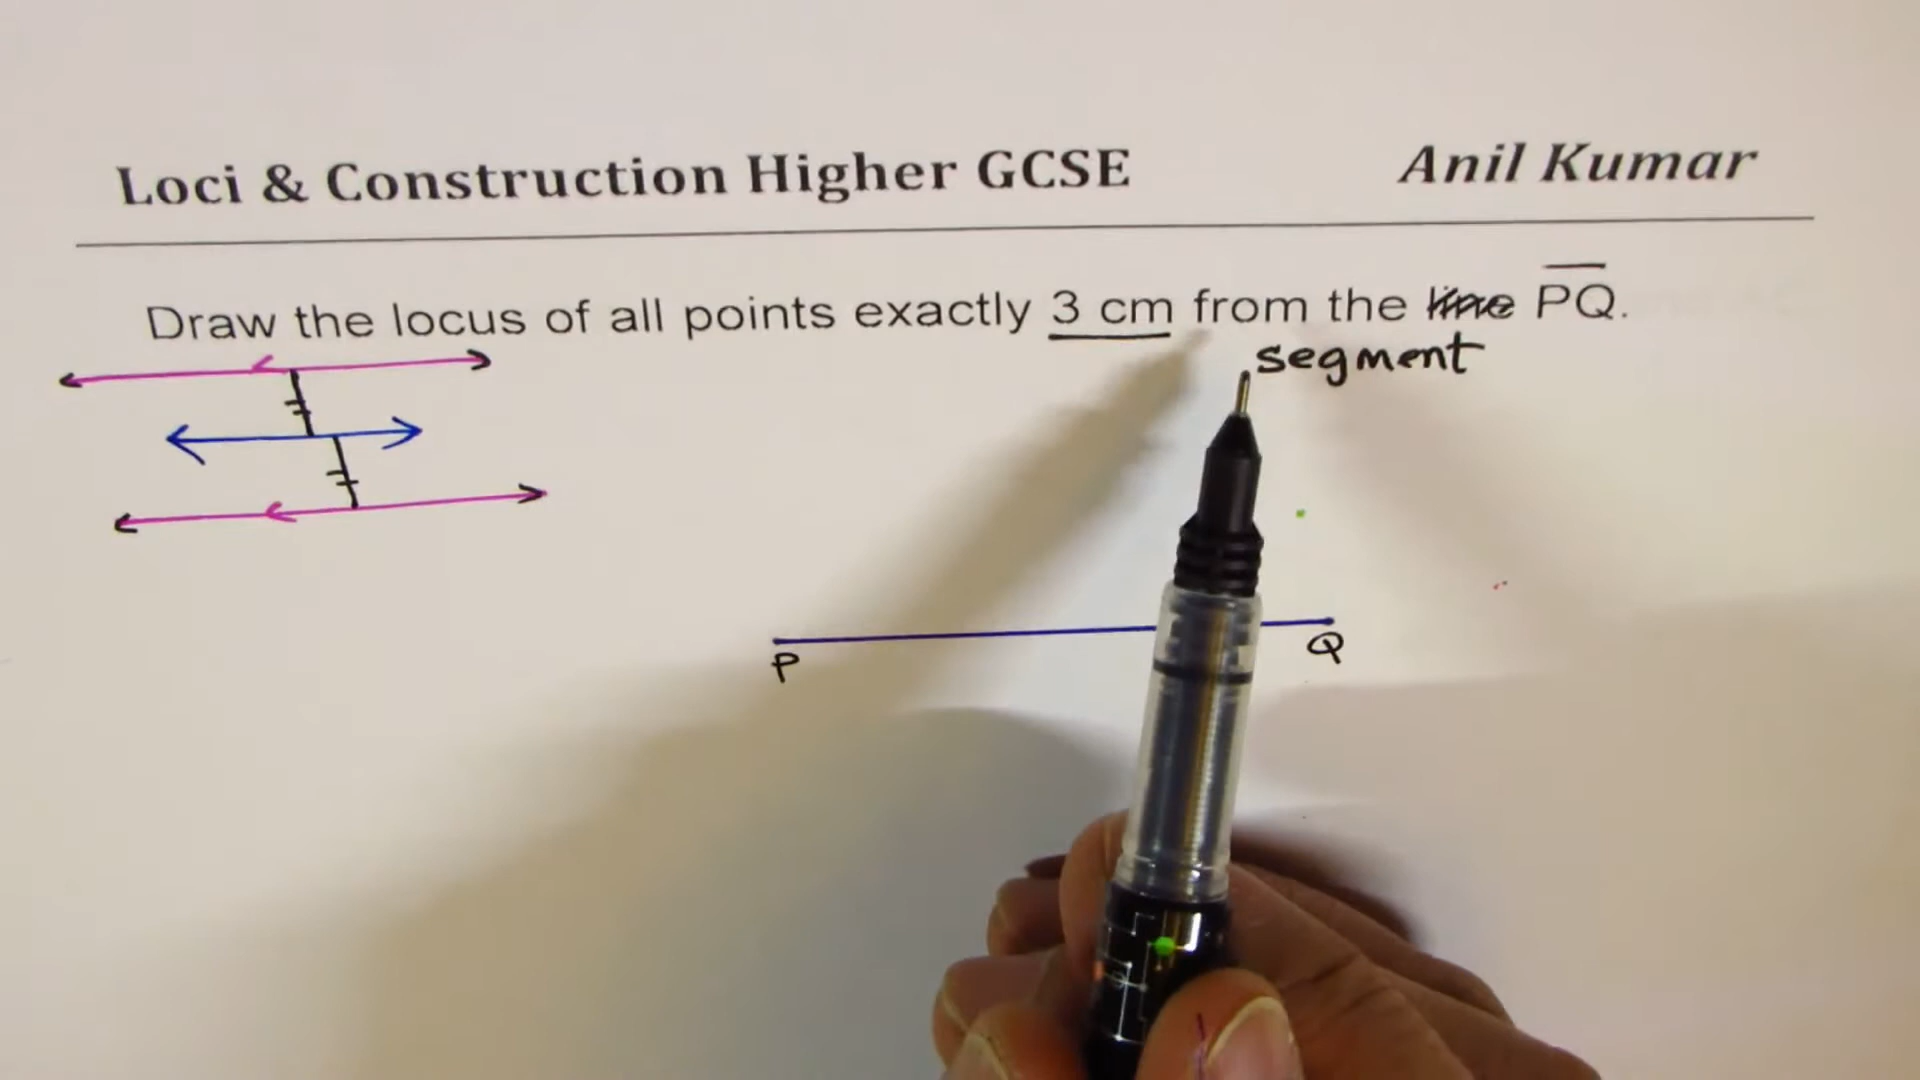 Loci & Construction Higher GCSE Anil Kumar
Draw the locus of all points exactly 3 cm from the line PQ.
segment
P Q